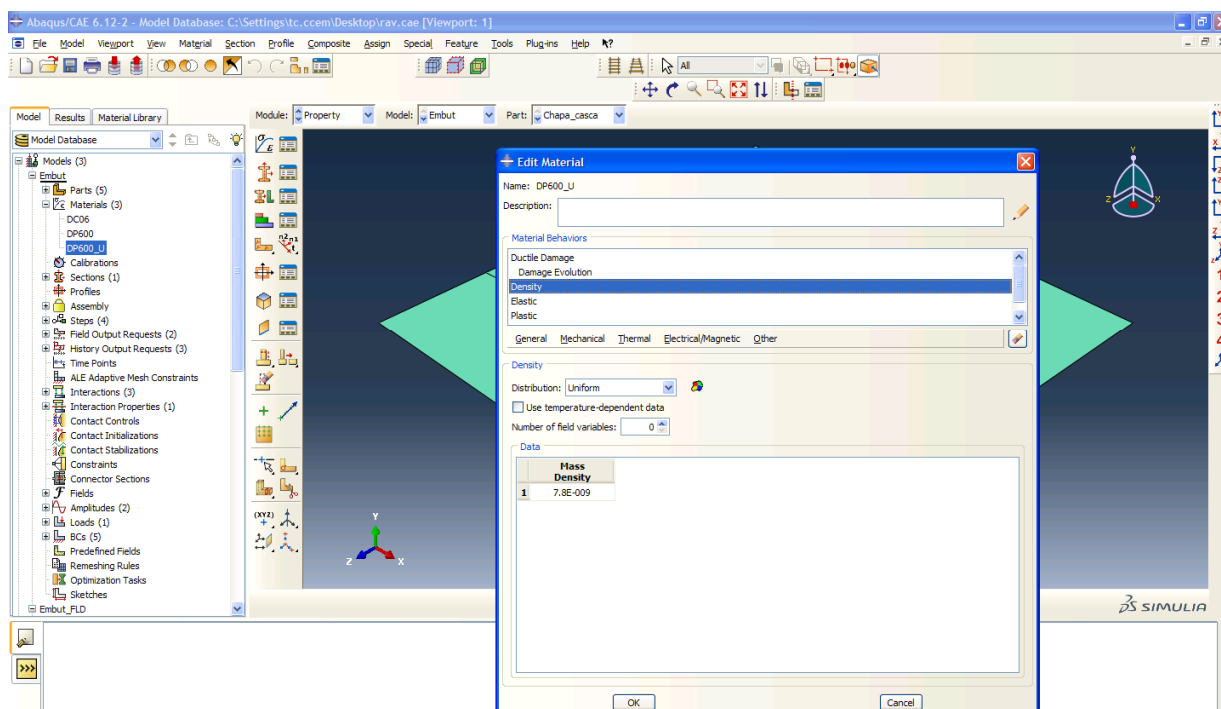 Abaqus/CAE 6.12-2 - Model Database: C:\Settings\tc.ccem\Desktop\rav.cae [Viewport: 1]
File Model Viewport View Material Section Profile Composite Assign Special Feature Tools Plug-ins Help
All
Model Results Material Library
Module: Property Model: Embut Part: Chapa_casca
Model Database
Models (3)
Embut
Parts (5)
Materials (3)
DC06
DP600
DP600_U
Calibrations
Sections (1)
Profiles
Assembly
Steps (4)
Field Output Requests (2)
History Output Requests (3)
Time Points
ALE Adaptive Mesh Constraints
Interactions (3)
Interaction Properties (1)
Contact Controls
Contact Initializations
Contact Stabilizations
Constraints
Connector Sections
Fields
Amplitudes (2)
Loads (1)
BCs (5)
Predefined Fields
Remeshing Rules
Optimization Tasks
Sketches
Embut_FLD
(XYZ)
Y
Z X
Edit Material
Name: DP600_U
Description:
Material Behaviors
Ductile Damage
Damage Evolution
Density
Elastic
Plastic
General Mechanical Thermal Electrical/Magnetic Other
Density
Distribution: Uniform
Use temperature-dependent data
Number of field variables: 0
Data
Mass
Density
1 7.8E-009
OK Cancel
Y
Z X
1
2
3
4
SIMULIA
>>>